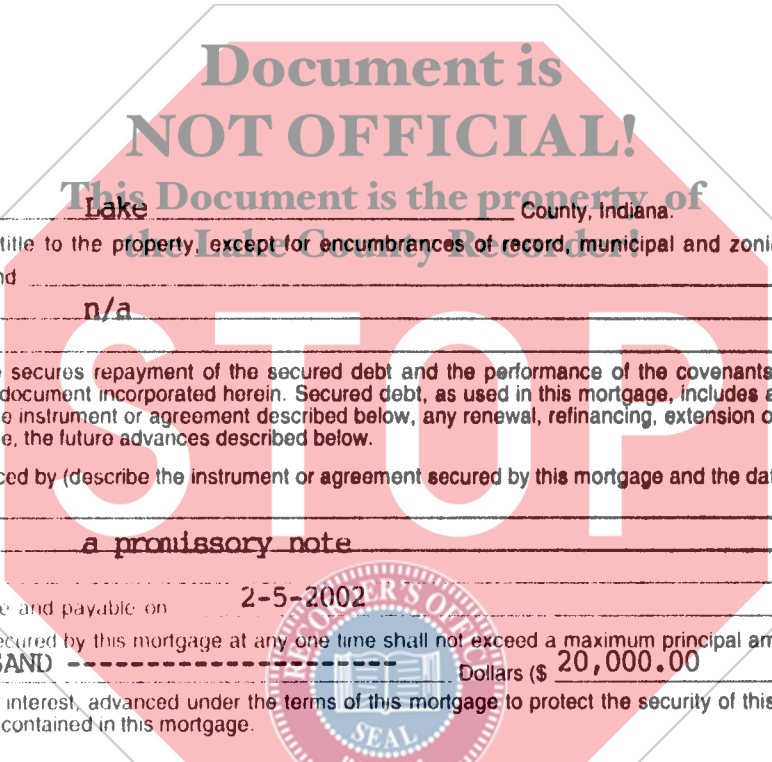 Document is
NOT OFFICIAL!
This Document is the property of
the Lake County Recorder!
Lake County, Indiana.
title to the property, except for encumbrances of record, municipal and zoni
nd
n/a
STOP
secures repayment of the secured debt and the performance of the covenants
document incorporated herein. Secured debt, as used in this mortgage, includes a
e instrument or agreement described below, any renewal, refinancing, extension o
e, the future advances described below.
ced by (describe the instrument or agreement secured by this mortgage and the da
a promissory note
e and payable on 2-5-2002
ecured by this mortgage at any one time shall not exceed a maximum principal am
SAND -------------------- Dollars ($ 20,000.00
interest, advanced under the terms of this mortgage to protect the security of this
contained in this mortgage.
RECORDER'S OF
SEAL